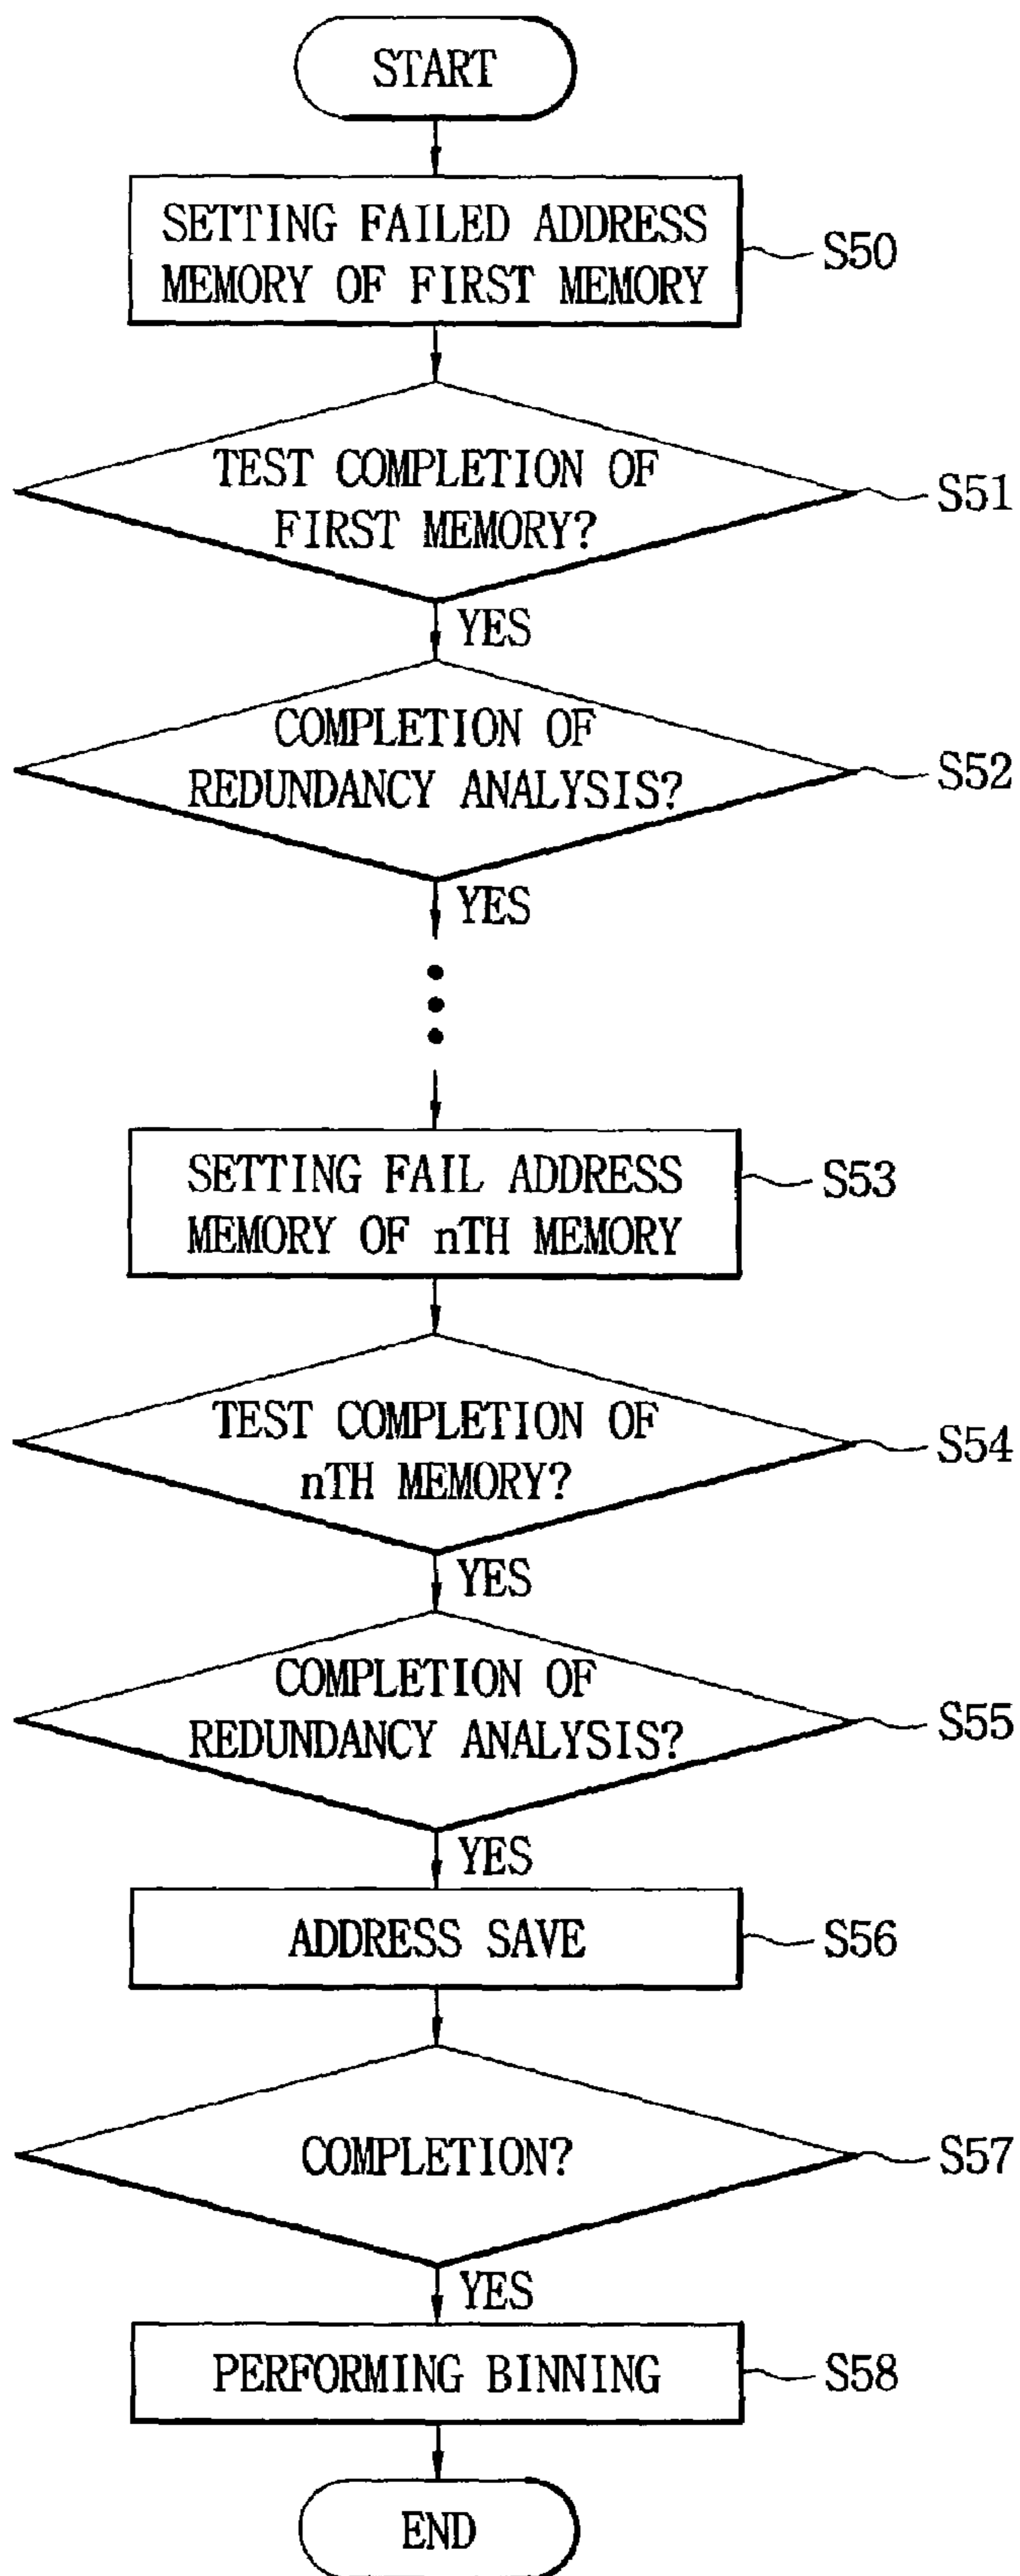 START
SETTING FAILED ADDRESS
MEMORY OF FIRST MEMORY
S50
TEST COMPLETION OF
FIRST MEMORY?
S51
YES
COMPLETION OF
REDUNDANCY ANALYSIS?
S52
YES
SETTING FAIL ADDRESS
MEMORY OF nTH MEMORY
S53
TEST COMPLETION OF
nTH MEMORY?
S54
YES
COMPLETION OF
REDUNDANCY ANALYSIS?
S55
YES
ADDRESS SAVE
S56
COMPLETION?
S57
YES
PERFORMING BINNING
S58
END